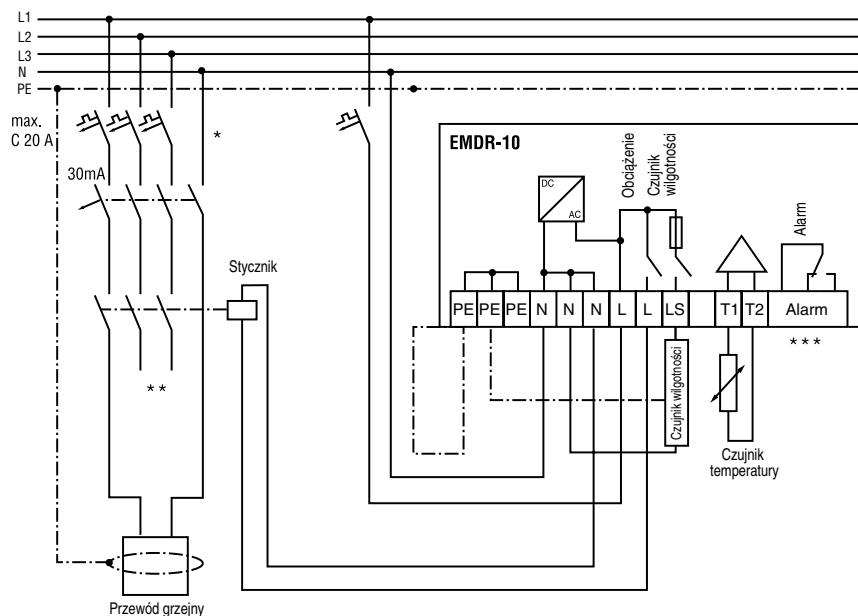 L1
L2
L3
N
PE
max.
C 20 A
*
30mA
Stycznik
* *
Przewód grzejny
EMDR-10
DC
AC
Obciążenie
Czujnik
wilgotności
Alarm
PE PE PE N N N L L LS T1 T2 Alarm
* * *
Czujnik wilgotności
Czujnik
temperatury